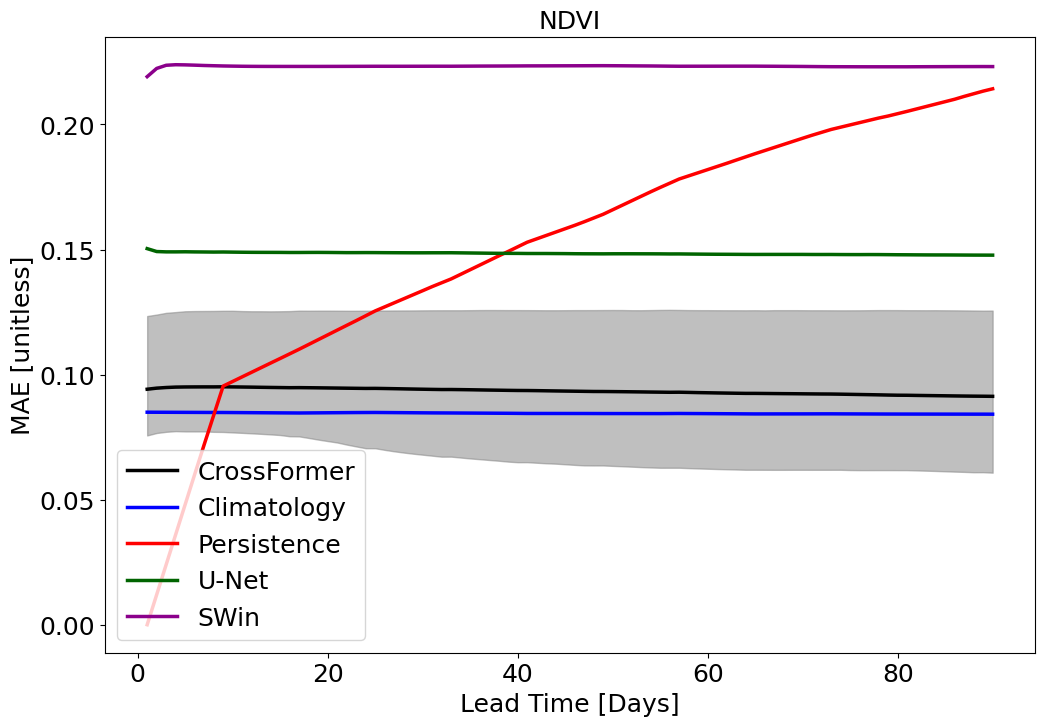 NDVI
MAE [unitless]
0.20
0.15
0.10
0.05
0.00
CrossFormer
Climatology
Persistence
U-Net
SWin
0 20 40 60 80
Lead Time [Days]